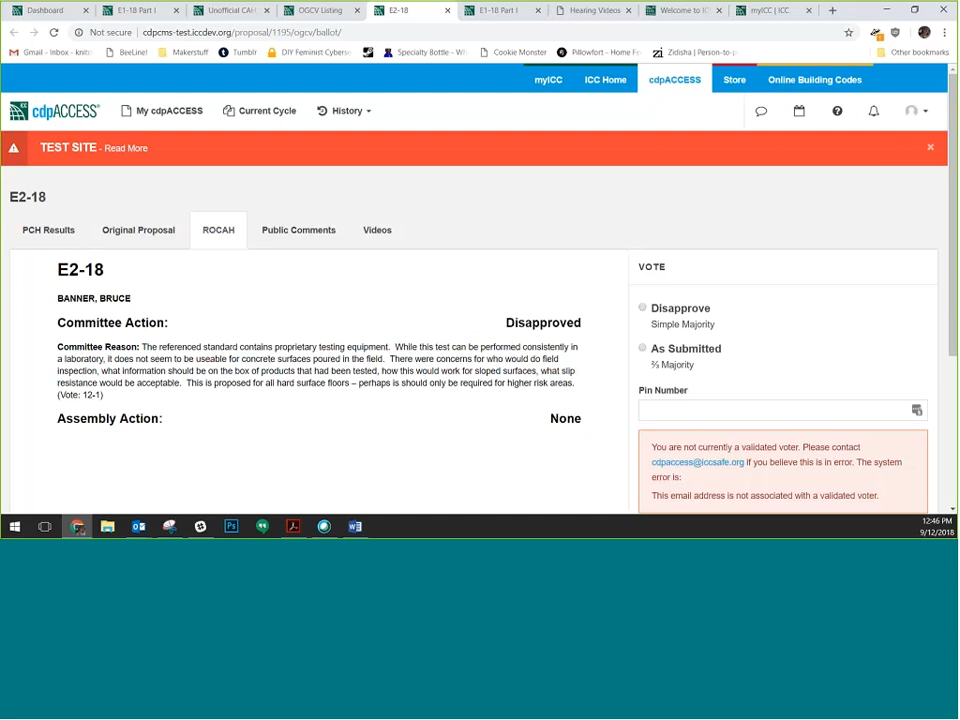 Dashboard
E1-18 Part I
Unofficial CAH
OGCV Listing
E2-18
E1-18 Part I
Hearing Videos
Welcome to IC
myICC | ICC
Not secure | cdpcms-test.iccdev.org/proposal/1195/ogcv/ballot/
Gmail - Inbox - knit
BeeLine!
Makerstuff
Tumblr
DIY Feminist Cyberse
Specialty Bottle - W
Cookie Monster
Pillowfort - Home Fe
Zidisha | Person-to-p
Other bookmarks
myICC
ICC Home
cdpACCESS
Store
Online Building Codes
cdpACCESS®
My cdpACCESS
Current Cycle
History
TEST SITE - Read More
E2-18
PCH Results
Original Proposal
ROCAH
Public Comments
Videos
E2-18
BANNER, BRUCE
Committee Action: Disapproved
Committee Reason: The referenced standard contains proprietary testing equipment. While this test can be performed consistently in
a laboratory, it does not seem to be useable for concrete surfaces poured in the field. There were concerns for who would do field
inspection, what information should be on the box of products that had been tested, how this would work for sloped surfaces, what slip
resistance would be acceptable. This is proposed for all hard surface floors – perhaps is should only be required for higher risk areas.
(Vote: 12-1)
Assembly Action: None
VOTE
Disapprove
Simple Majority
As Submitted
⅔ Majority
Pin Number
You are not currently a validated voter. Please contact
cdpaccess@iccsafe.org if you believe this is in error. The system
error is:
This email address is not associated with a validated voter.
12:46 PM
9/12/2018